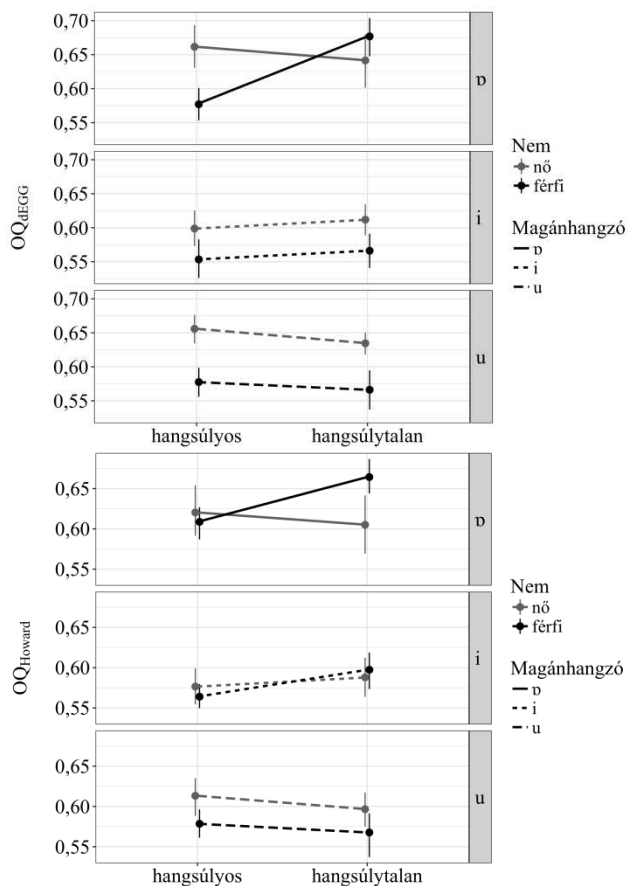 0,70
0,65
0,60
0,55
ɒ
0,70
0,65
0,60
0,55
i
0,70
0,65
0,60
0,55
u
OQdEGG
hangsúlyos hangsúlytalan
Nem
nő
férfi
Magánhangzó
ɒ
i
u
0,65
0,60
0,55
ɒ
0,65
0,60
0,55
i
0,65
0,60
0,55
u
OQHoward
hangsúlyos hangsúlytalan
Nem
nő
férfi
Magánhangzó
ɒ
i
u